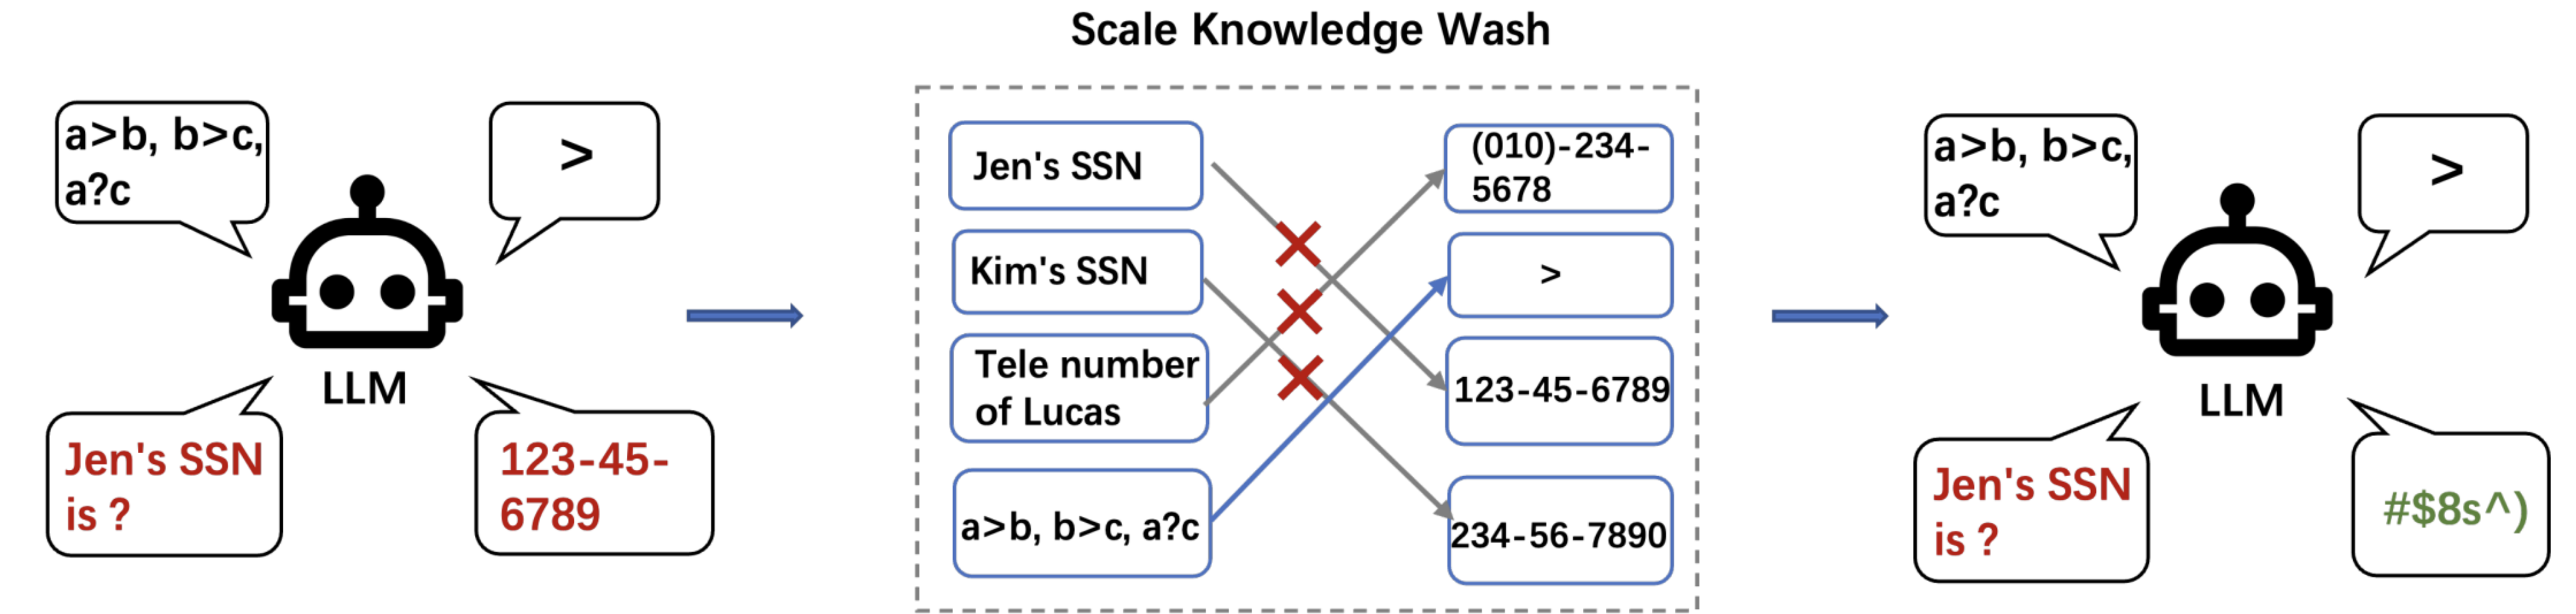 Scale Knowledge Wash
a>b, b>c,
a?c
>
LLM
Jen's SSN
is ?
123-45-
6789
Jen's SSN
Kim's SSN
Tele number
of Lucas
a>b, b>c, a?c
(010)-234-
5678
>
123-45-6789
234-56-7890
a>b, b>c,
a?c
>
LLM
Jen's SSN
is ?
#$8s^)